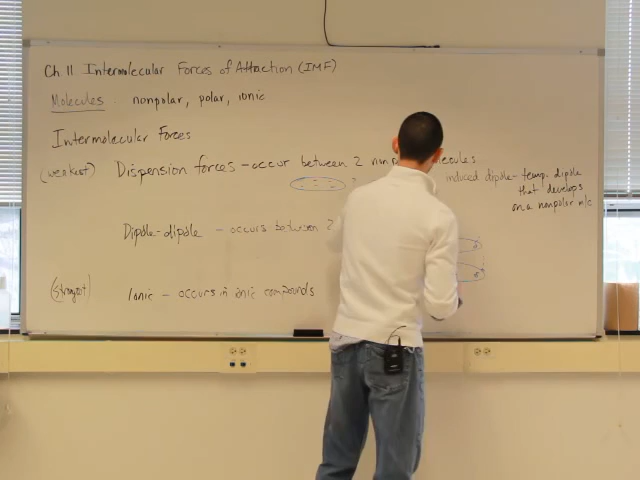 Ch 11 Intermolecular Forces of Attraction (IMF)
Molecules: nonpolar, polar, ionic
Intermolecular Forces
(weakest) Dispersion forces - occur between 2 nonp ecules
induced dipole - temp. dipole
that develops
on a nonpolar m/c
Dipole-dipole - occurs between 2
(strongest) Ionic - occurs in ionic compounds